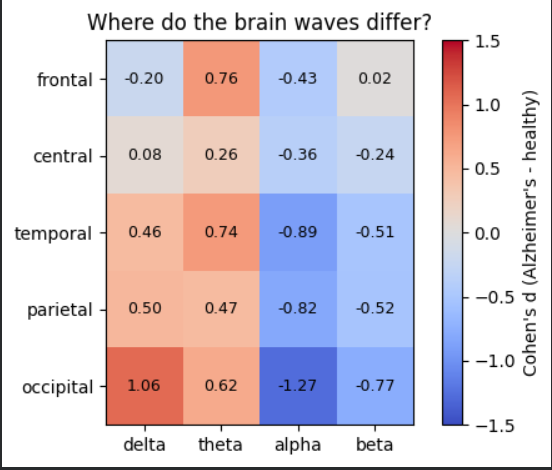 Where do the brain waves differ?
frontal -0.20 0.76 -0.43 0.02
central 0.08 0.26 -0.36 -0.24
temporal 0.46 0.74 -0.89 -0.51
parietal 0.50 0.47 -0.82 -0.52
occipital 1.06 0.62 -1.27 -0.77
delta theta alpha beta
1.5
1.0
0.5
0.0
−0.5
−1.0
−1.5
Cohen's d (Alzheimer's - healthy)